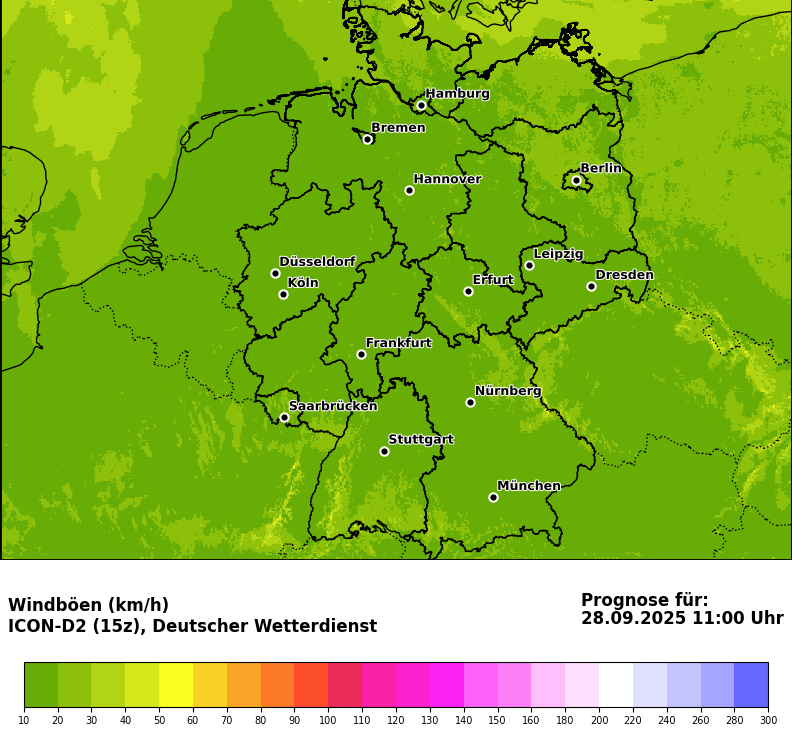 Hamburg
Bremen
Berlin
Hannover
Leipzig
Düsseldorf
Dresden
Köln
Erfurt
Frankfurt
Nürnberg
Saarbrücken
Stuttgart
München
Windböen (km/h)
ICON-D2 (15z), Deutscher Wetterdienst
Prognose für:
28.09.2025 11:00 Uhr
10 20 30 40 50 60 70 80 90 100 110 120 130 140 150 160 180 200 220 240 260 280 300